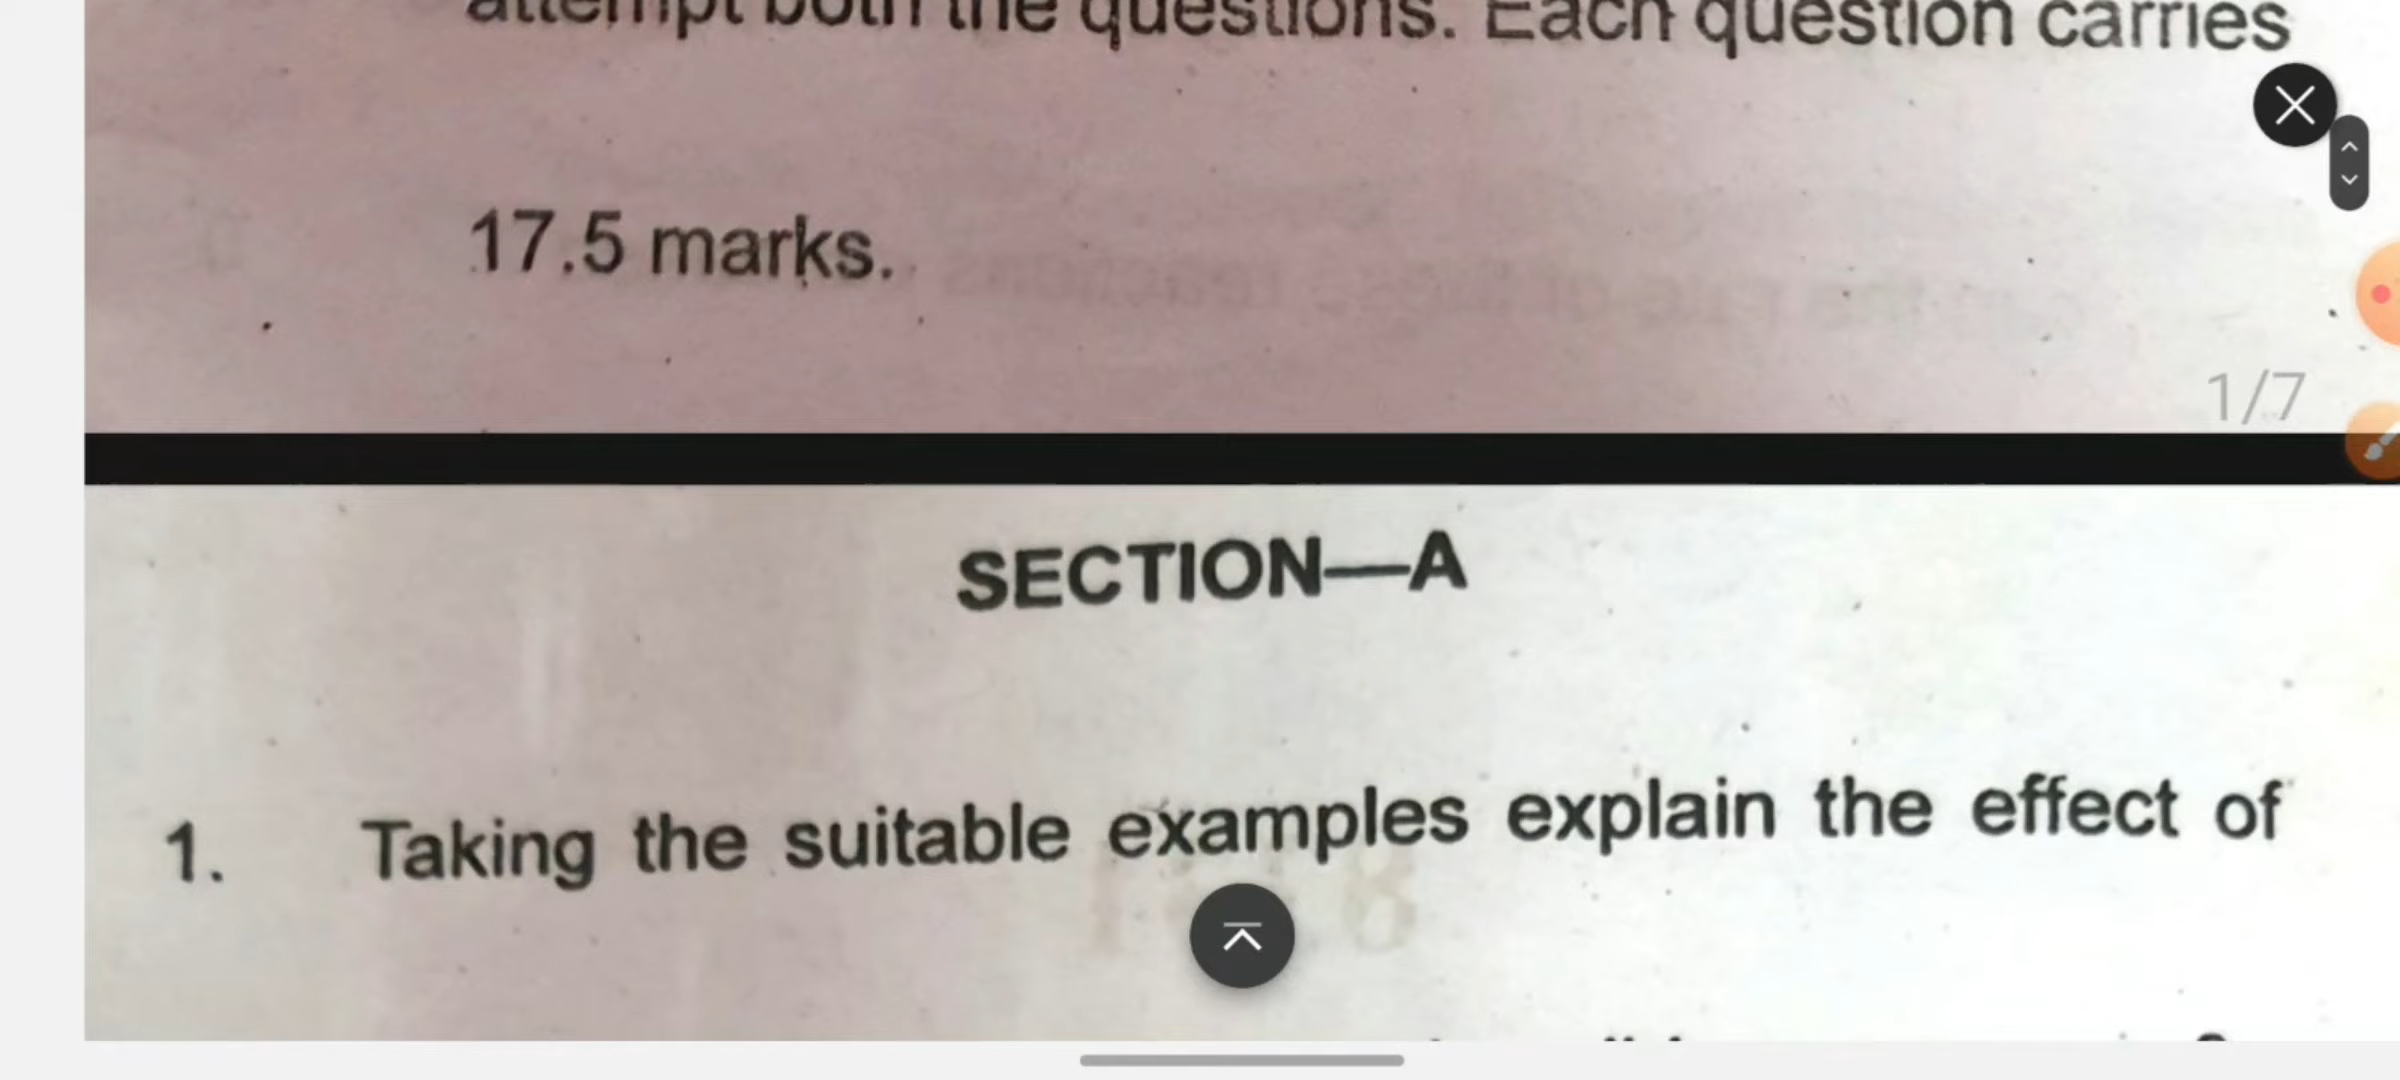 attempt both the questions. Each question carries
17.5 marks.
1/7
SECTION—A
1. Taking the suitable examples explain the effect of